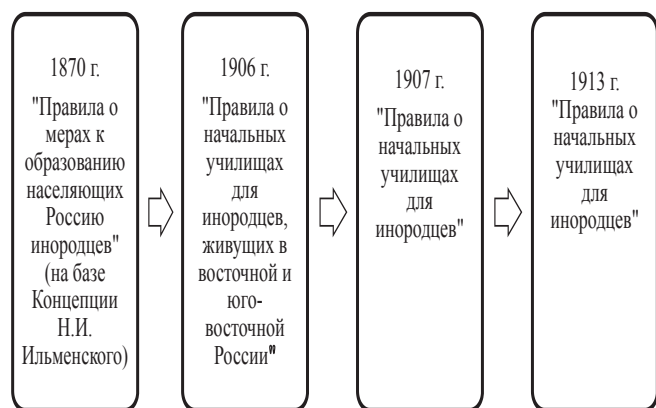 1870 г.
"Правила о
мерах к
образованию
населяющих
Россию
инородцев"
(на базе
Концепции
Н.И.
Ильменского)
1906 г.
"Правила о
начальных
училищах
для
инородцев,
живущих в
восточной и
юго-
восточной
России"
1907 г.
"Правила о
начальных
училищах
для
инородцев"
1913 г.
"Правила о
начальных
училищах
для
инородцев"